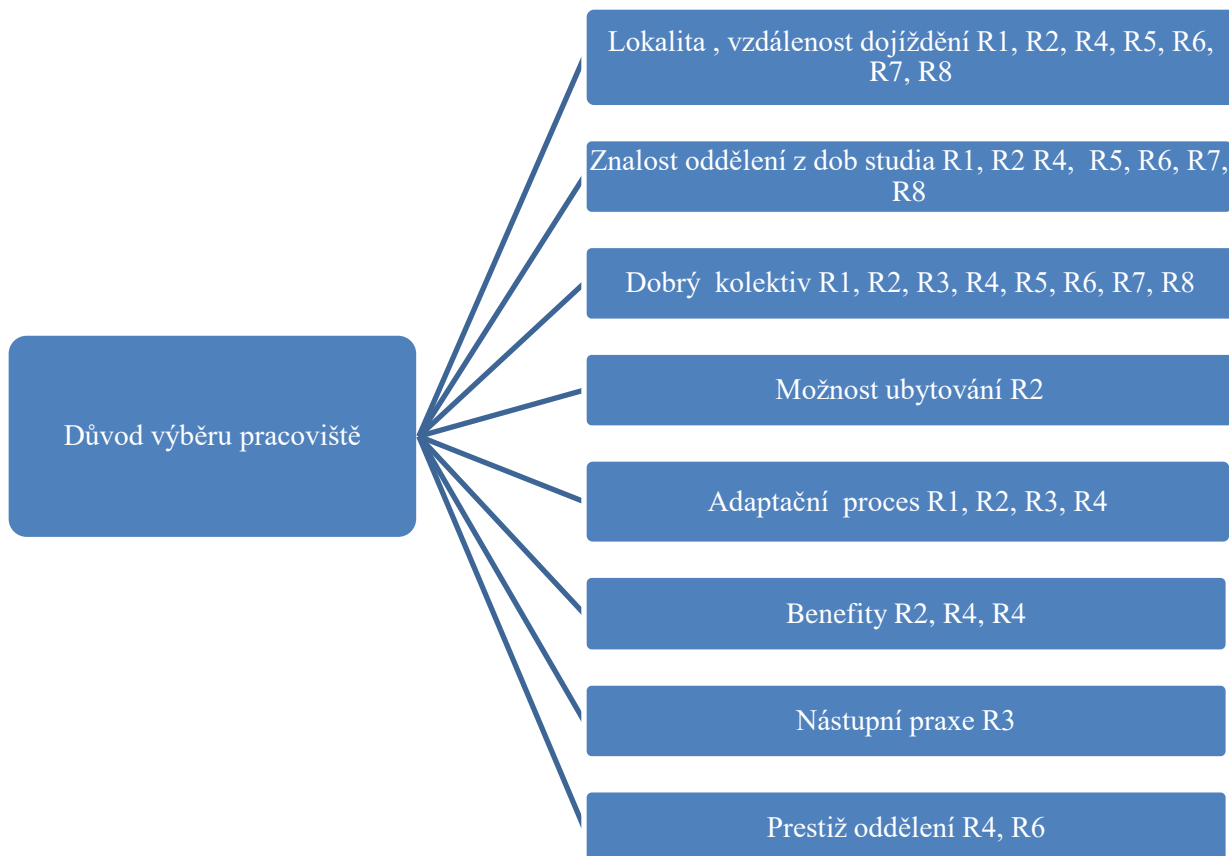 Lokalita , vzdálenost dojíždění R1, R2, R4, R5, R6,
R7, R8
Znalost oddělení z dob studia R1, R2 R4,  R5, R6, R7,
R8
Dobrý  kolektiv R1, R2, R3, R4, R5, R6, R7, R8
Možnost ubytování R2
Důvod výběru pracoviště
Adaptační  proces R1, R2, R3, R4
Benefity R2, R4, R4
Nástupní praxe R3
Prestiž oddělení R4, R6